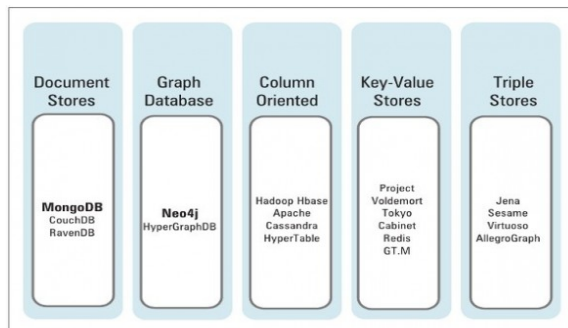 Document
Stores
MongoDB
CouchDB
RavenDB
Graph
Database
Neo4j
HyperGraphDB
Column
Oriented
Hadoop Hbase
Apache
Cassandra
HyperTable
Key-Value
Stores
Project
Voldemort
Tokyo
Cabinet
Redis
GT.M
Triple
Stores
Jena
Sesame
Virtuoso
AllegroGraph